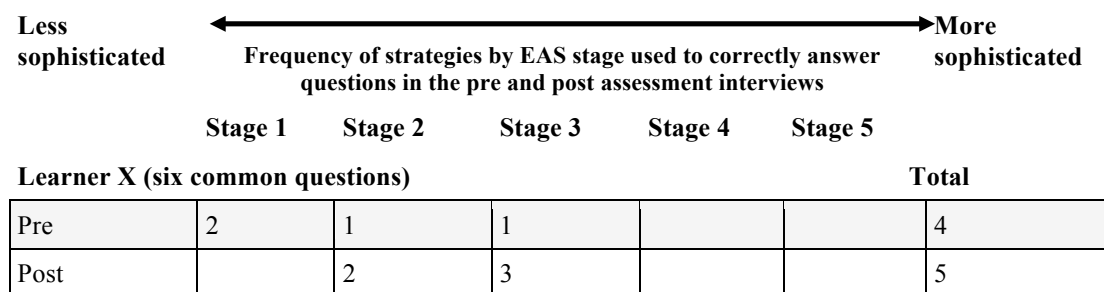 Less sophisticated
More sophisticated
Frequency of strategies by EAS stage used to correctly answer
questions in the pre and post assessment interviews
Stage 1 Stage 2 Stage 3 Stage 4 Stage 5
Learner X (six common questions) Total
Pre 2 1 1 4
Post 2 3 5